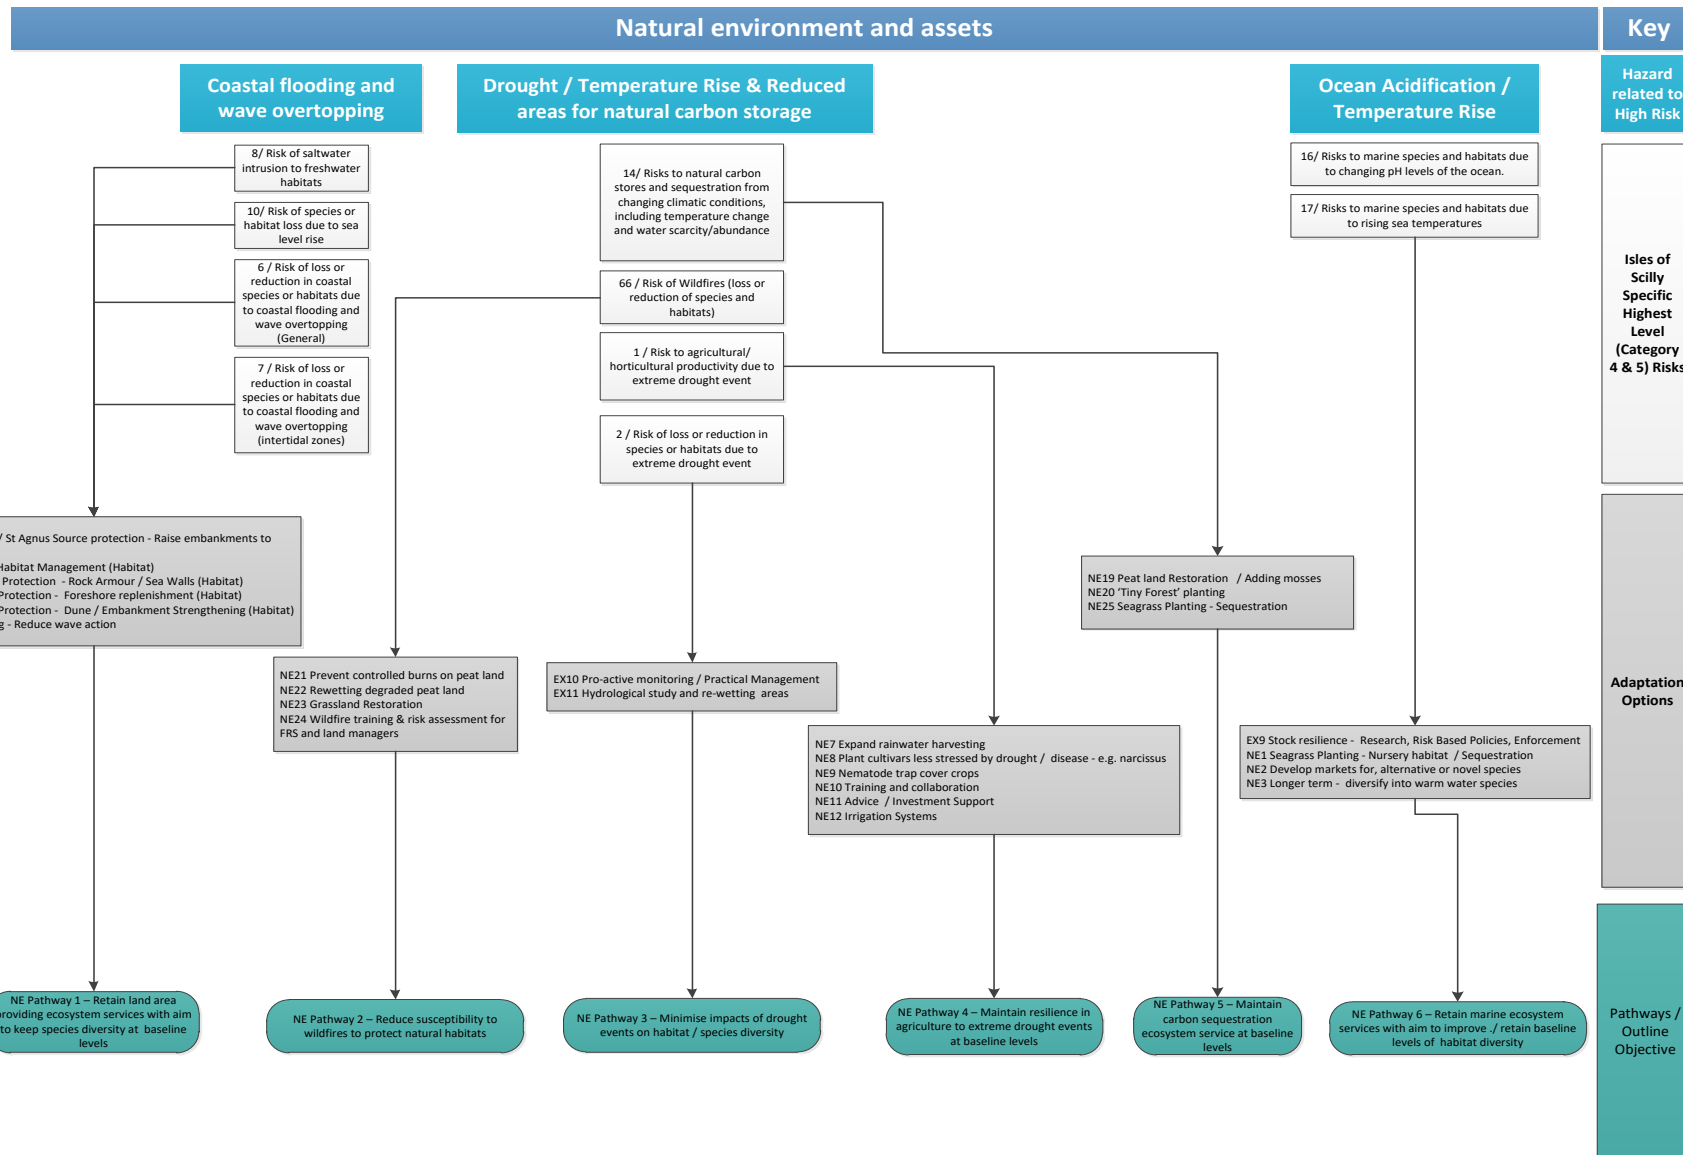 Natural environment and assets
Key
Coastal flooding and
wave overtopping
Drought / Temperature Rise & Reduced
areas for natural carbon storage
Ocean Acidification /
Temperature Rise
Hazard
related to
High Risk
8/ Risk of saltwater
intrusion to freshwater
habitats
10/ Risk of species or
habitat loss due to sea
level rise
6 / Risk of loss or
reduction in coastal
species or habitats due
to coastal flooding and
wave overtopping
(General)
7 / Risk of loss or
reduction in coastal
species or habitats due
to coastal flooding and
wave overtopping
(intertidal zones)
14/ Risks to natural carbon
stores and sequestration from
changing climatic conditions,
including temperature change
and water scarcity/abundance
66 / Risk of Wildfires (loss or
reduction of species and
habitats)
1 / Risk to agricultural/
horticultural productivity due to
extreme drought event
2 / Risk of loss or reduction in
species or habitats due to
extreme drought event
16/ Risks to marine species and habitats due
to changing pH levels of the ocean.
17/ Risks to marine species and habitats due
to rising sea temperatures
Isles of
Scilly
Specific
Highest
Level
(Category
4 & 5) Risks
/ St Agnus Source protection - Raise embankments to
Habitat Management (Habitat)
Protection - Rock Armour / Sea Walls (Habitat)
Protection - Foreshore replenishment (Habitat)
Protection - Dune / Embankment Strengthening (Habitat)
- Reduce wave action
NE21 Prevent controlled burns on peat land
NE22 Rewetting degraded peat land
NE23 Grassland Restoration
NE24 Wildfire training & risk assessment for
FRS and land managers
EX10 Pro-active monitoring / Practical Management
EX11 Hydrological study and re-wetting areas
NE7 Expand rainwater harvesting
NE8 Plant cultivars less stressed by drought / disease - e.g. narcissus
NE9 Nematode trap cover crops
NE10 Training and collaboration
NE11 Advice / Investment Support
NE12 Irrigation Systems
NE19 Peat land Restoration / Adding mosses
NE20 ‘Tiny Forest’ planting
NE25 Seagrass Planting - Sequestration
EX9 Stock resilience - Research, Risk Based Policies, Enforcement
NE1 Seagrass Planting - Nursery habitat / Sequestration
NE2 Develop markets for, alternative or novel species
NE3 Longer term - diversify into warm water species
Adaptation
Options
NE Pathway 1 – Retain land area
providing ecosystem services with aim
to keep species diversity at baseline
levels
NE Pathway 2 – Reduce susceptibility to
wildfires to protect natural habitats
NE Pathway 3 – Minimise impacts of drought
events on habitat / species diversity
NE Pathway 4 – Maintain resilience in
agriculture to extreme drought events
at baseline levels
NE Pathway 5 – Maintain
carbon sequestration
ecosystem service at baseline
levels
NE Pathway 6 – Retain marine ecosystem
services with aim to improve ./ retain baseline
levels of habitat diversity
Pathways /
Outline
Objective